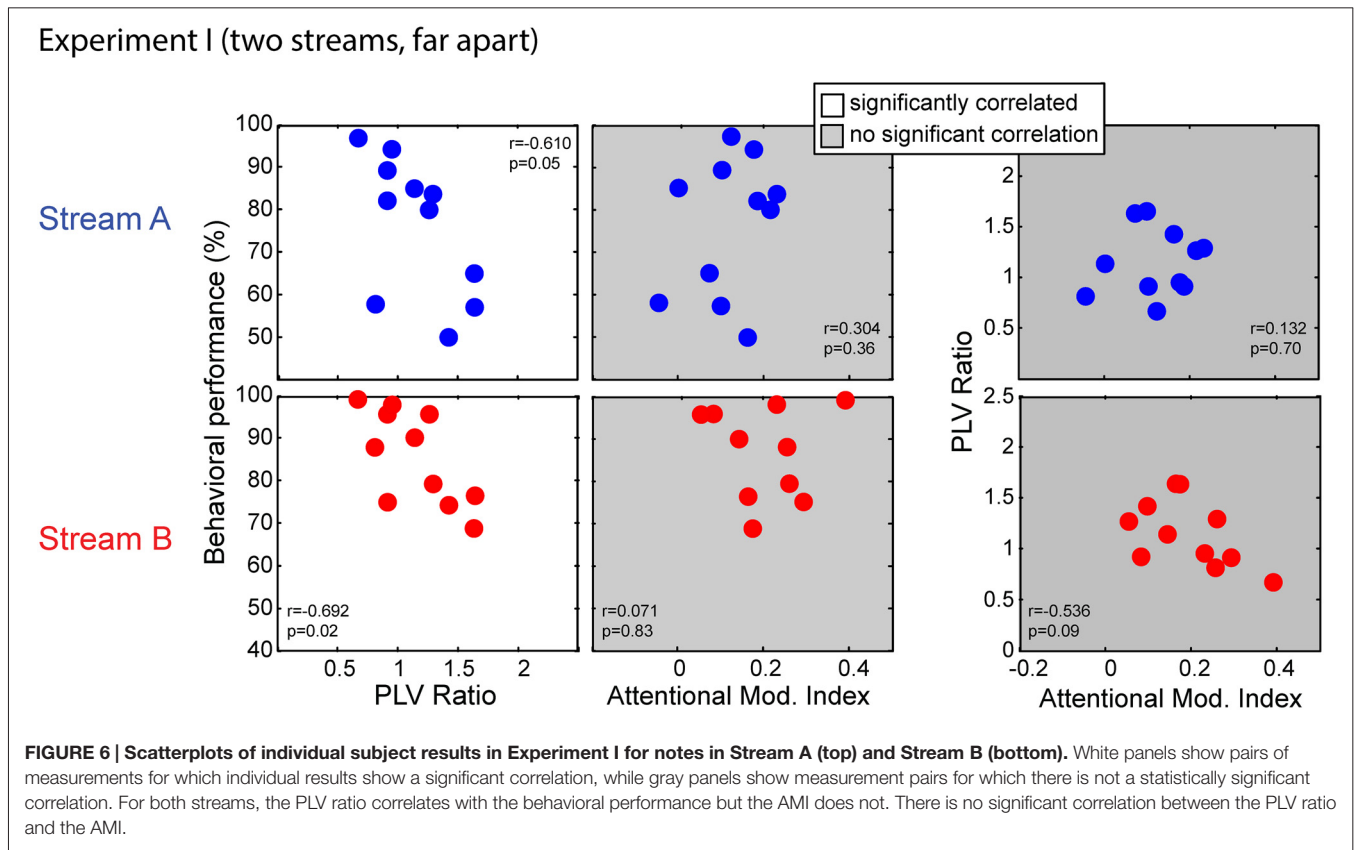 Experiment I (two streams, far apart)
significantly correlated
no significant correlation
Stream A
Behavioral performance (%)
100
90
80
70
60
50
r=-0.610
p=0.05
r=0.304
p=0.36
PLV Ratio
2
1.5
1
0.5
r=0.132
p=0.70
Stream B
100
90
80
70
60
50
40
r=-0.692
p=0.02
0.5 1 1.5 2
PLV Ratio
r=0.071
p=0.83
0 0.2 0.4
Attentional Mod. Index
2.5
2
1.5
1
0.5
0
r=-0.536
p=0.09
-0.2 0 0.2 0.4
Attentional Mod. Index
FIGURE 6 | Scatterplots of individual subject results in Experiment I for notes in Stream A (top) and Stream B (bottom). White panels show pairs of
measurements for which individual results show a significant correlation, while gray panels show measurement pairs for which there is not a statistically significant
correlation. For both streams, the PLV ratio correlates with the behavioral performance but the AMI does not. There is no significant correlation between the PLV ratio
and the AMI.